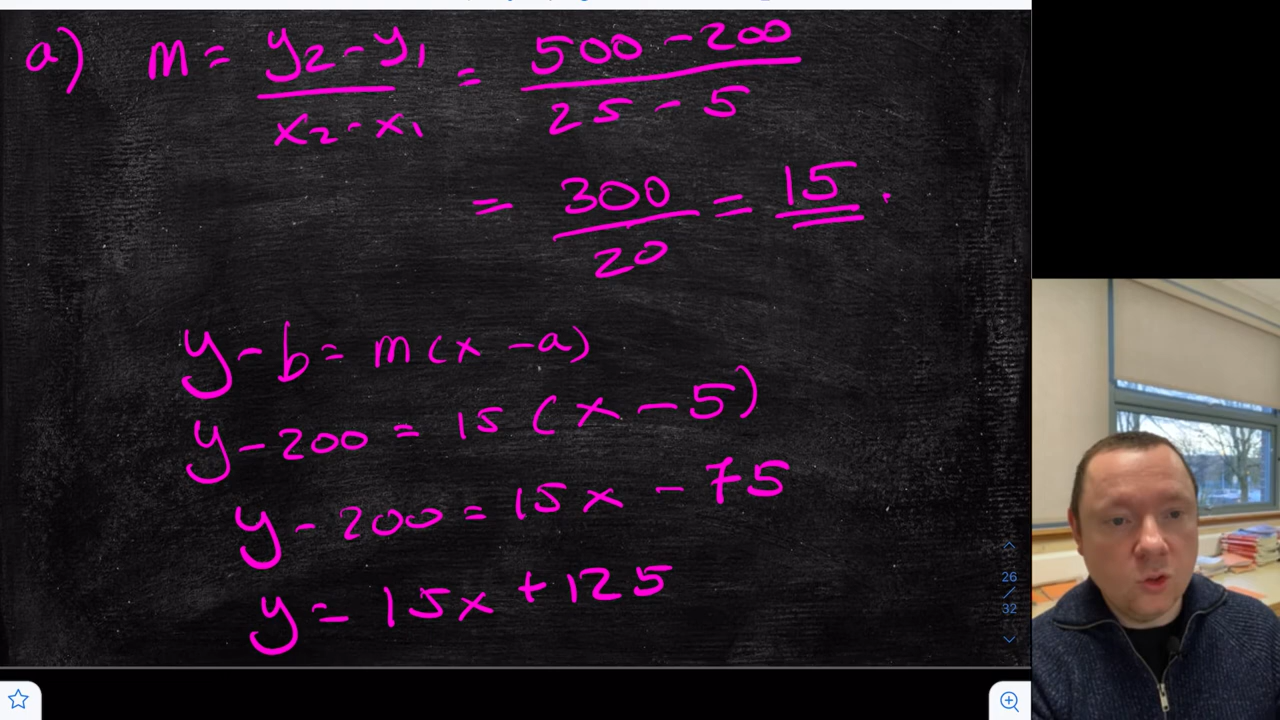 a) m = y2 - y1 / x2 - x1 = 500 - 200 / 25 - 5
= 300 / 20 = 15
y - b = m(x - a)
y - 200 = 15(x - 5)
y - 200 = 15x - 75
y = 15x + 125
26
/
32